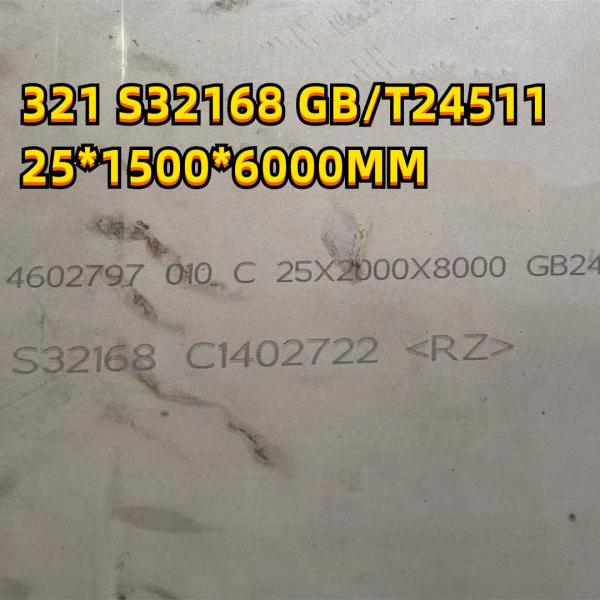 321 S32168 GB/T24511
25*1500*6000MM
4602797 010 C 25X2000X8000 GB24
S32168 C1402722 <RZ>